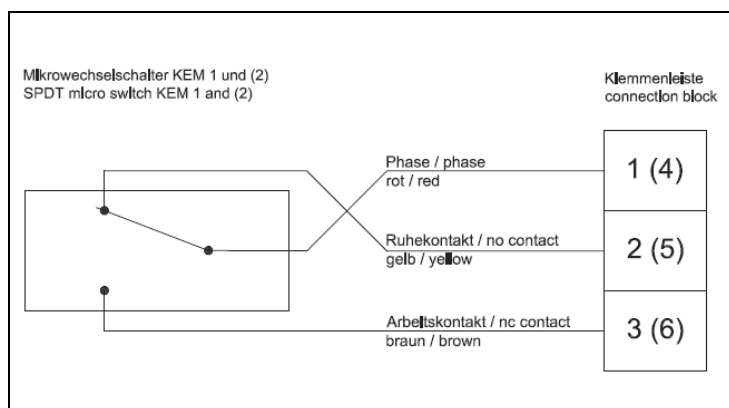 Mikrowechselschalter KEM 1 und (2)
SPDT micro switch KEM 1 and (2)
Klemmenleiste
connection block
Phase / phase
rot / red
1 (4)
Ruhekontakt / no contact
gelb / yellow
2 (5)
Arbeitskontakt / nc contact
braun / brown
3 (6)